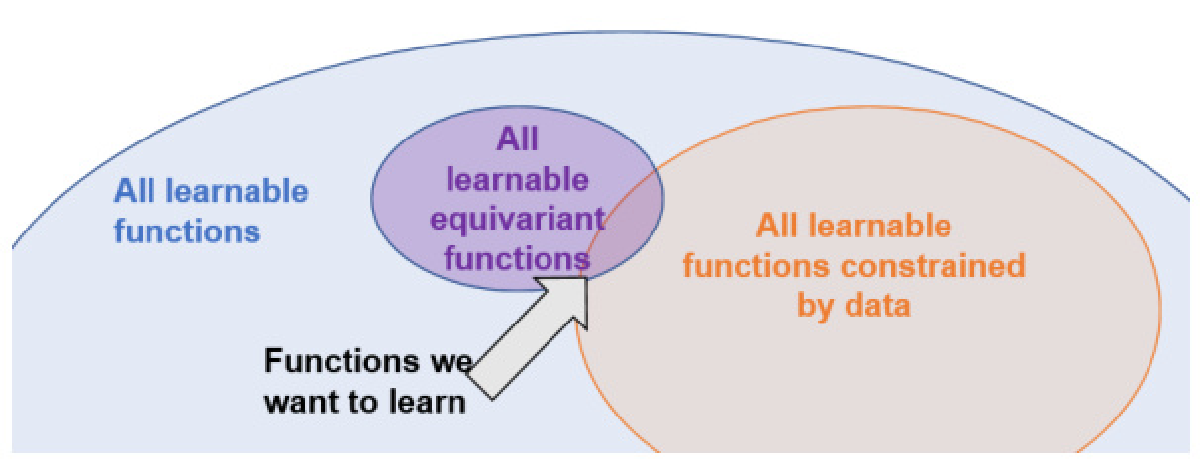 All
learnable
equivariant
functions
All learnable
functions
All learnable
functions constrained
by data
Functions we
want to learn